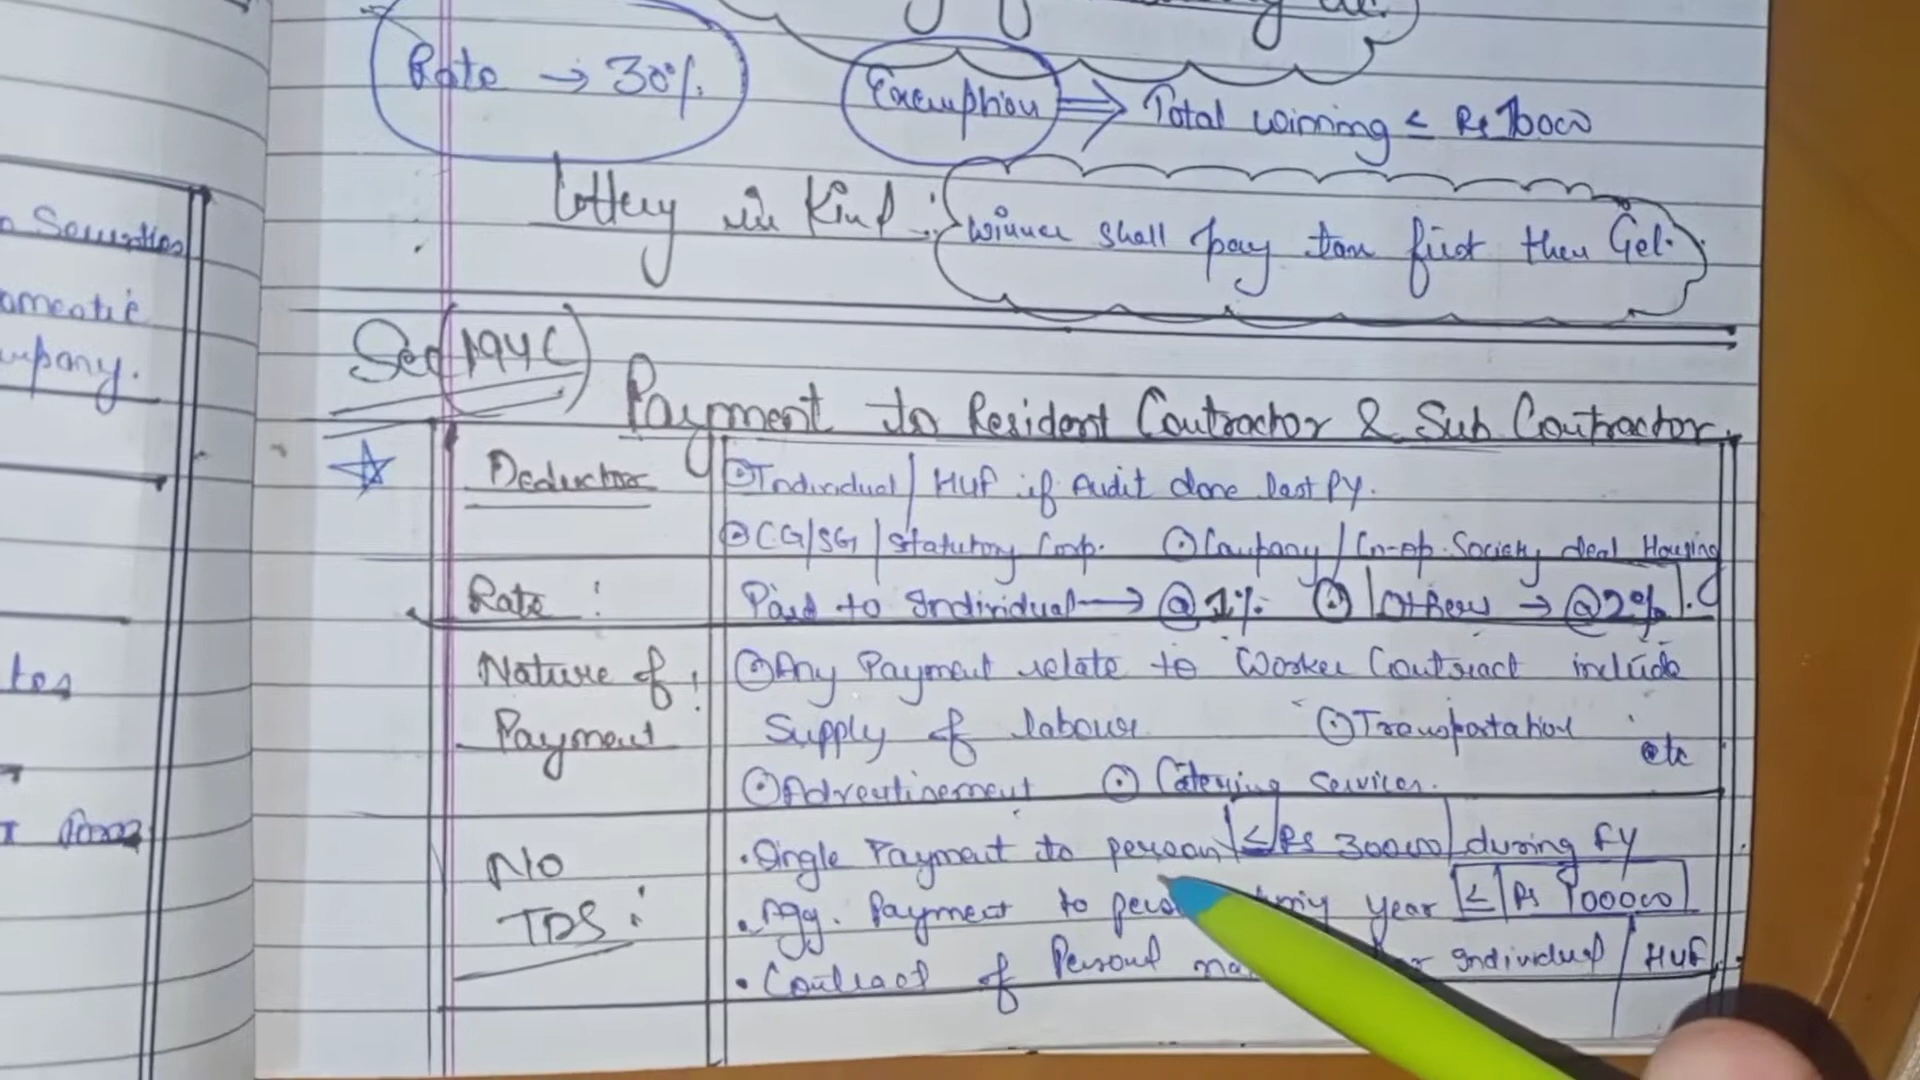 Rate → 30%
Exemption ⇒ Total winning ≤ Rs 10000
Lottery in Kind : winner shall pay tax first then Get.
Sec (194C)
Payment to Resident Contractor & Sub Contractor
Deductor
Individual / HUF if Audit done last PY.
CG/SG / Statutory Corp. Company / Co-op. Society deal Housing
Rate : Paid to Individual → @ 1% Others → @2%
Nature of Payment :
Any Payment relate to Worker Contract include
Supply of labour Transportation etc
Advertisement Catering Services.
No TDS :
Single Payment to person ≤ Rs 30000 during FY
Agg. Payment to year ≤ Rs 100000
Contract of Individual / HUF
Securities